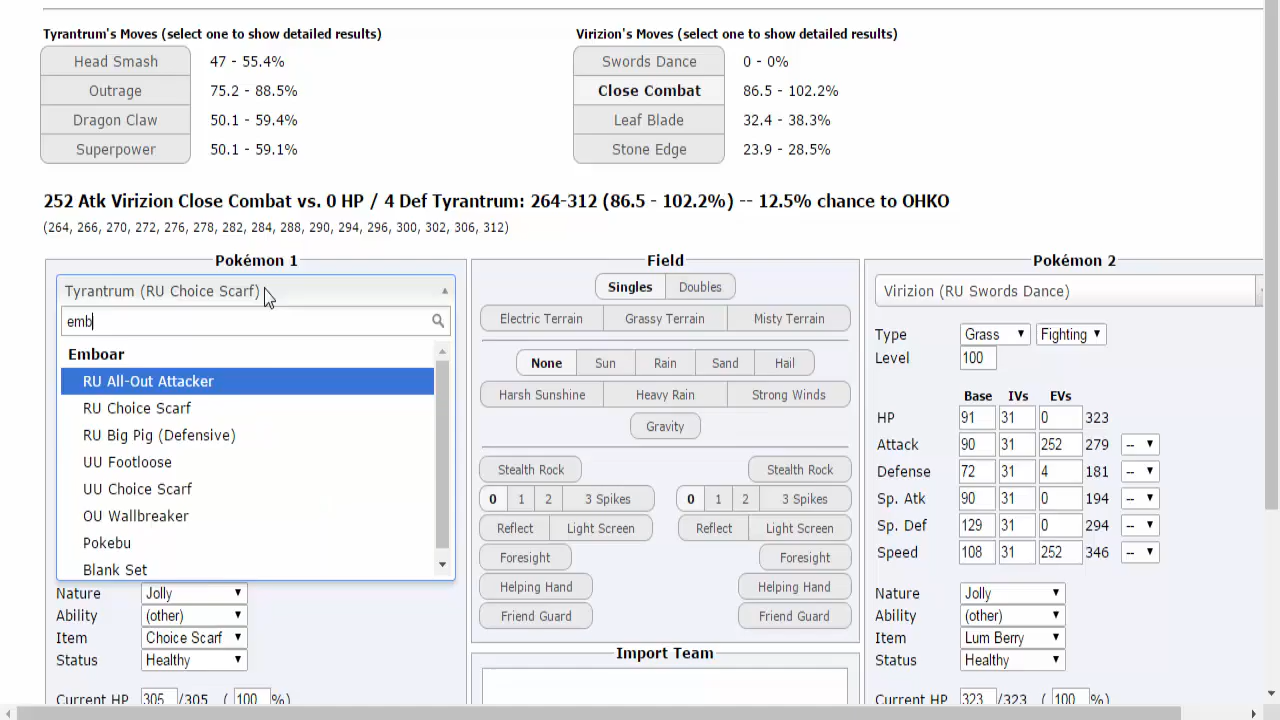 Tyrantrum's Moves (select one to show detailed results)
Head Smash 47 - 55.4%
Outrage 75.2 - 88.5%
Dragon Claw 50.1 - 59.4%
Superpower 50.1 - 59.1%
Virizion's Moves (select one to show detailed results)
Swords Dance 0 - 0%
Close Combat 86.5 - 102.2%
Leaf Blade 32.4 - 38.3%
Stone Edge 23.9 - 28.5%
252 Atk Virizion Close Combat vs. 0 HP / 4 Def Tyrantrum: 264-312 (86.5 - 102.2%) -- 12.5% chance to OHKO
(264, 266, 270, 272, 276, 278, 282, 284, 288, 290, 294, 296, 300, 302, 306, 312)
Pokémon 1
Tyrantrum (RU Choice Scarf)
emb
Emboar
RU All-Out Attacker
RU Choice Scarf
RU Big Pig (Defensive)
UU Footloose
UU Choice Scarf
OU Wallbreaker
Pokebu
Blank Set
Nature Jolly
Ability (other)
Item Choice Scarf
Status Healthy
Current HP 305 /305 ( 100 %)
Field
Singles Doubles
Electric Terrain Grassy Terrain Misty Terrain
None Sun Rain Sand Hail
Harsh Sunshine Heavy Rain Strong Winds
Gravity
Stealth Rock Stealth Rock
0 1 2 3 Spikes 0 1 2 3 Spikes
Reflect Light Screen Reflect Light Screen
Foresight Foresight
Helping Hand Helping Hand
Friend Guard Friend Guard
Import Team
Pokémon 2
Virizion (RU Swords Dance)
Type Grass Fighting
Level 100
Base IVs EVs
HP 91 31 0 323
Attack 90 31 252 279 --
Defense 72 31 4 181 --
Sp. Atk 90 31 0 194 --
Sp. Def 129 31 0 294 --
Speed 108 31 252 346 --
Nature Jolly
Ability (other)
Item Lum Berry
Status Healthy
Current HP 323 /323 ( 100 %)